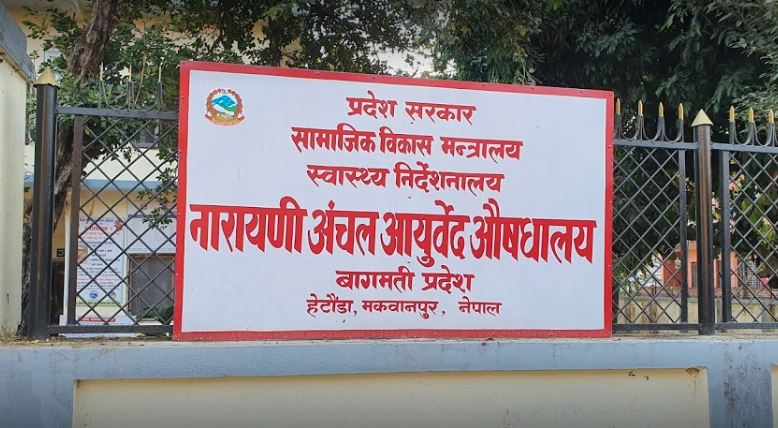 प्रदेश सरकार
सामाजिक विकास मन्त्रालय
स्वास्थ्य निर्देशनालय
नारायणी अंचल आयुर्वेद औषधालय
बागमती प्रदेश
हेटौंडा, मकवानपुर, नेपाल